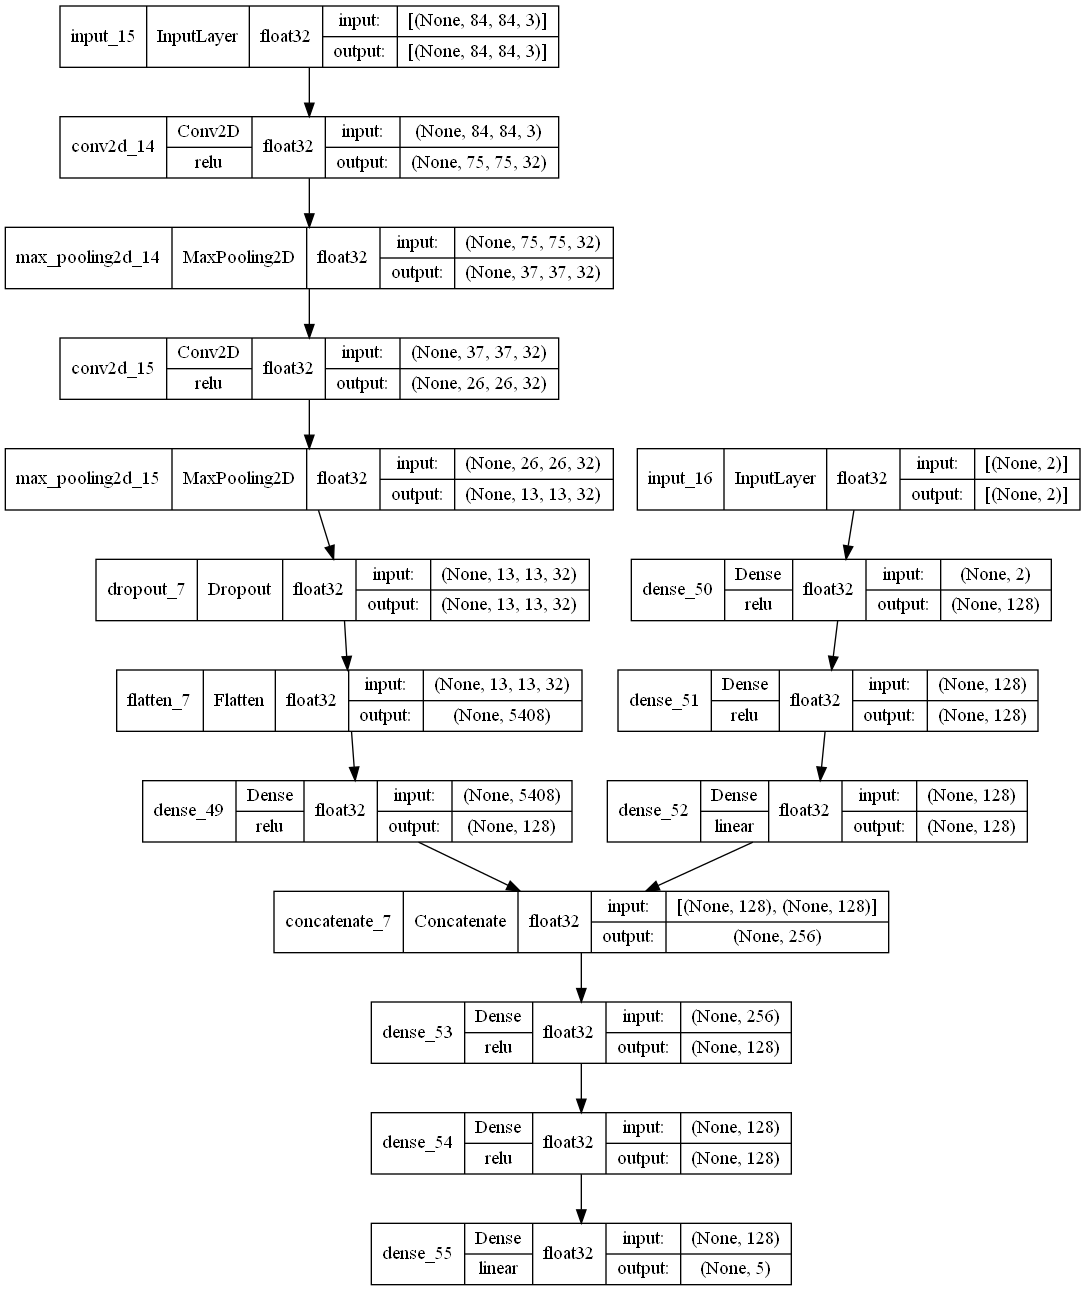 input_15 InputLayer float32 input: [(None, 84, 84, 3)]
output: [(None, 84, 84, 3)]
conv2d_14 Conv2D relu float32 input: (None, 84, 84, 3)
output: (None, 75, 75, 32)
max_pooling2d_14 MaxPooling2D float32 input: (None, 75, 75, 32)
output: (None, 37, 37, 32)
conv2d_15 Conv2D relu float32 input: (None, 37, 37, 32)
output: (None, 26, 26, 32)
max_pooling2d_15 MaxPooling2D float32 input: (None, 26, 26, 32)
output: (None, 13, 13, 32)
input_16 InputLayer float32 input: [(None, 2)]
output: [(None, 2)]
dropout_7 Dropout float32 input: (None, 13, 13, 32)
output: (None, 13, 13, 32)
dense_50 Dense relu float32 input: (None, 2)
output: (None, 128)
flatten_7 Flatten float32 input: (None, 13, 13, 32)
output: (None, 5408)
dense_51 Dense relu float32 input: (None, 128)
output: (None, 128)
dense_49 Dense relu float32 input: (None, 5408)
output: (None, 128)
dense_52 Dense linear float32 input: (None, 128)
output: (None, 128)
concatenate_7 Concatenate float32 input: [(None, 128), (None, 128)]
output: (None, 256)
dense_53 Dense relu float32 input: (None, 256)
output: (None, 128)
dense_54 Dense relu float32 input: (None, 128)
output: (None, 128)
dense_55 Dense linear float32 input: (None, 128)
output: (None, 5)